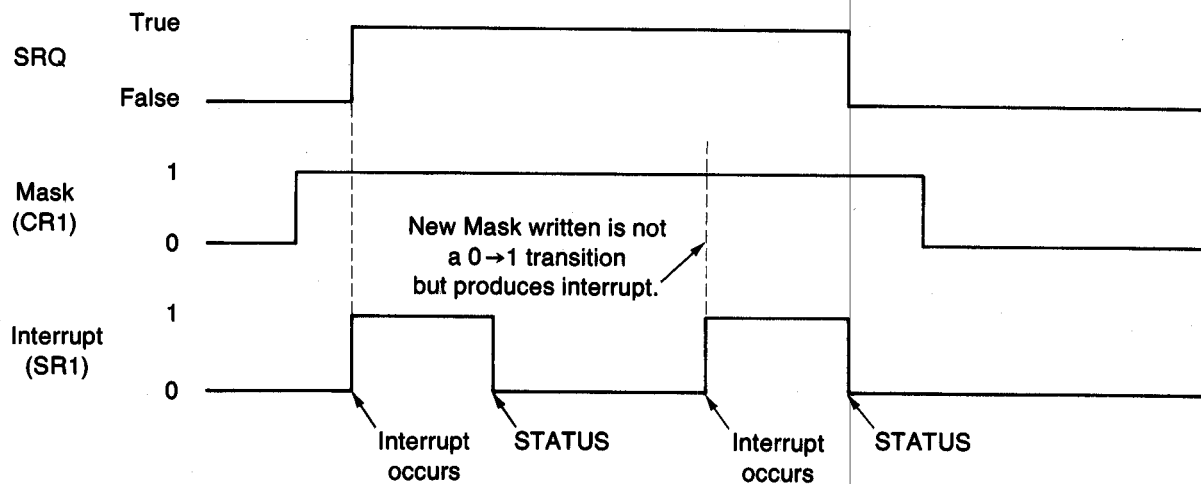 True
SRQ
False
1
Mask
(CR1)
0
New Mask written is not
a 0→1 transition
but produces interrupt.
1
Interrupt
(SR1)
0
Interrupt
occurs
STATUS
Interrupt
occurs
STATUS